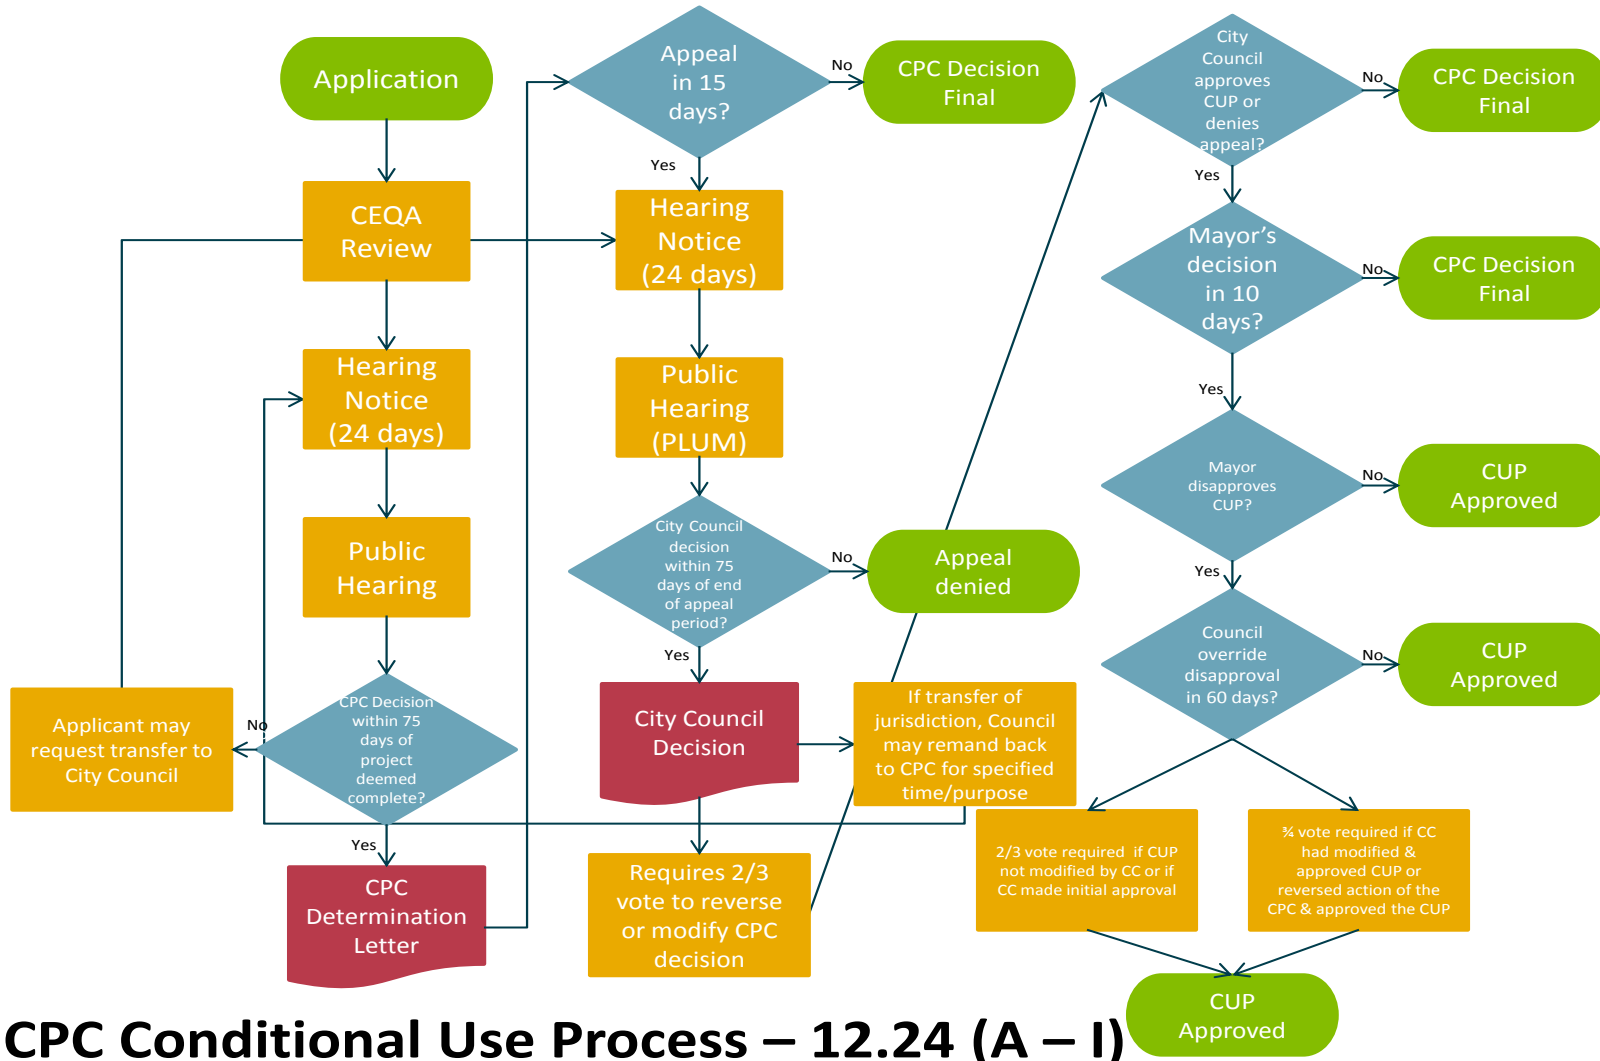 Application
CEQA
Review
Hearing
Notice
(24 days)
Public
Hearing
CPC Decision
within 75
days of
project
deemed
complete?
No
Applicant may
request transfer to
City Council
Yes
CPC
Determination
Letter
Appeal
in 15
days?
No
CPC Decision
Final
Yes
Hearing
Notice
(24 days)
Public
Hearing
(PLUM)
City Council
decision
within 75
days of end
of appeal
period?
No
Appeal
denied
Yes
City Council
Decision
If transfer of
jurisdiction, Council
may remand back
to CPC for specified
time/purpose
Requires 2/3
vote to reverse
or modify CPC
decision
City
Council
approves
CUP or
denies
appeal?
No
CPC Decision
Final
Yes
Mayor’s
decision
in 10
days?
No
CPC Decision
Final
Yes
Mayor
disapproves
CUP?
No
CUP
Approved
Yes
Council
override
disapproval
in 60 days?
No
CUP
Approved
2/3 vote required  if CUP
not modified by CC or if
CC made initial approval
¾ vote required if CC
had modified &
approved CUP or
reversed action of the
CPC & approved the CUP
CUP
Approved
CPC Conditional Use Process – 12.24 (A – I)